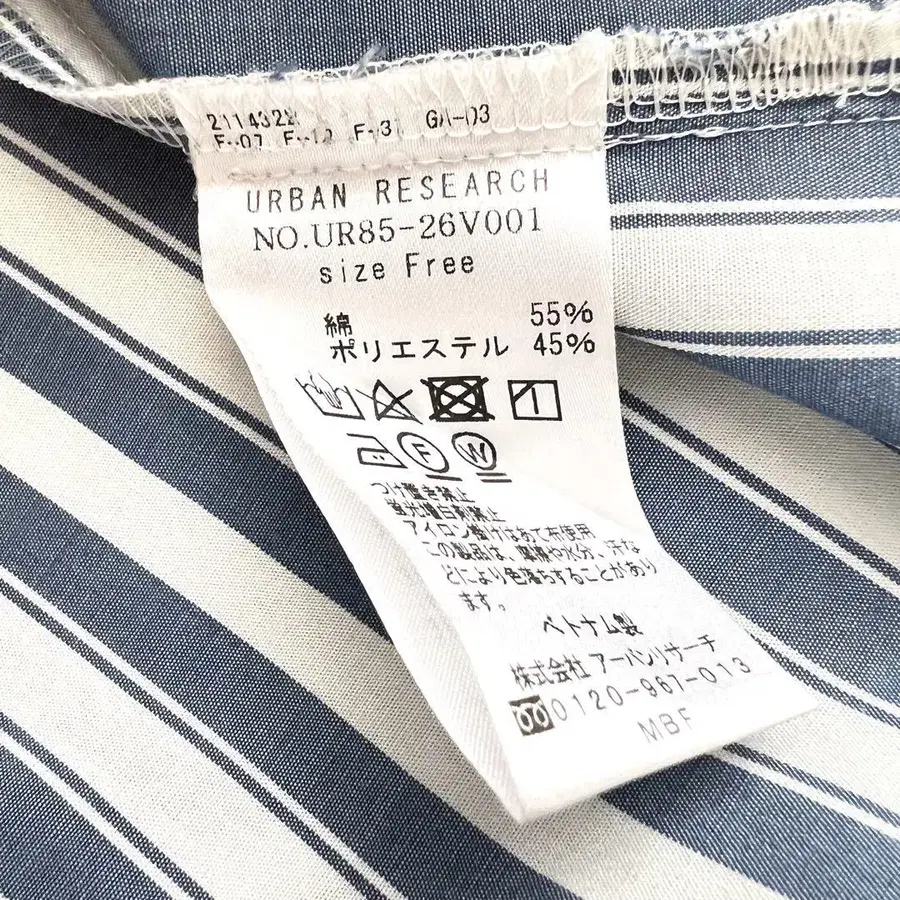 F-07 F-12 F-31 GA-03
URBAN RESEARCH
NO.UR85-26V001
size Free
綿 55%
ポリエステル 45%
F W
つけ置き禁止
蛍光増白剤禁止
アイロン掛けはあて布使用
この製品は、摩擦や水分、汗な
どにより色落ちすることがあり
ます。
ベトナム製
株式会社 アーバンリサーチ
0120-967-013
MBF